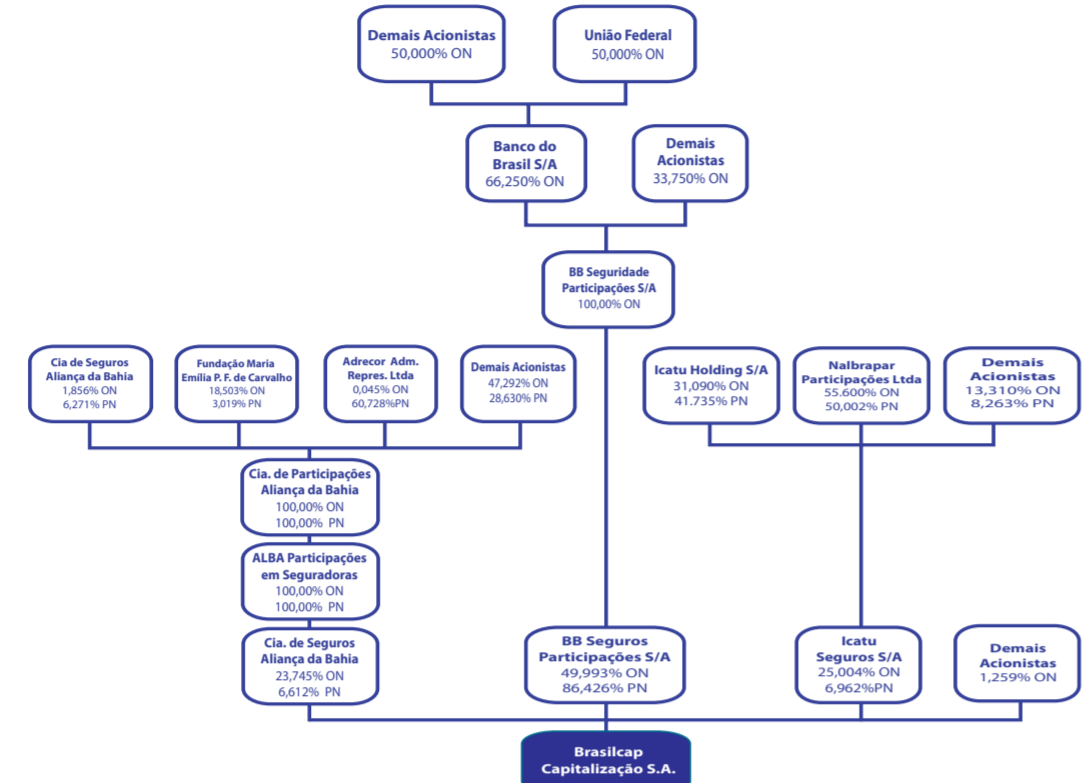 Demais Acionistas
50,000% ON
União Federal
50,000% ON
Banco do
Brasil S/A
66,250% ON
Demais
Acionistas
33,750% ON
BB Seguridade
Participações S/A
100,00% ON
Cia de Seguros
Aliança da Bahia
1,856% ON
6,271% PN
Fundação Maria
Emília P. F. de Carvalho
18,503% ON
3,019% PN
Adrecor Adm.
Repres. Ltda
0,045% ON
60,728%PN
Demais Acionistas
47,292% ON
28,630% PN
Icatu Holding S/A
31,090% ON
41.735% PN
Nalbrapar
Participações Ltda
55.600% ON
50,002% PN
Demais
Acionistas
13,310% ON
8,263% PN
Cia. de Participações
Aliança da Bahia
100,00% ON
100,00% PN
ALBA Participações
em Seguradoras
100,00% ON
100,00% PN
Cia. de Seguros
Aliança da Bahia
23,745% ON
6,612% PN
BB Seguros
Participações S/A
49,993% ON
86,426% PN
Icatu
Seguros S/A
25,004% ON
6,962%PN
Demais
Acionistas
1,259% ON
Brasilcap
Capitalização S.A.